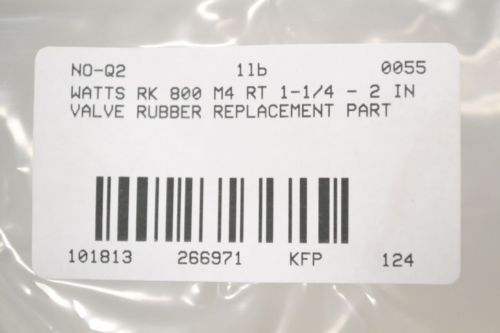 NO-Q2 1lb 0055
WATTS RK 800 M4 RT 1-1/4 - 2 IN
VALVE RUBBER REPLACEMENT PART
101813 266971 KFP 124